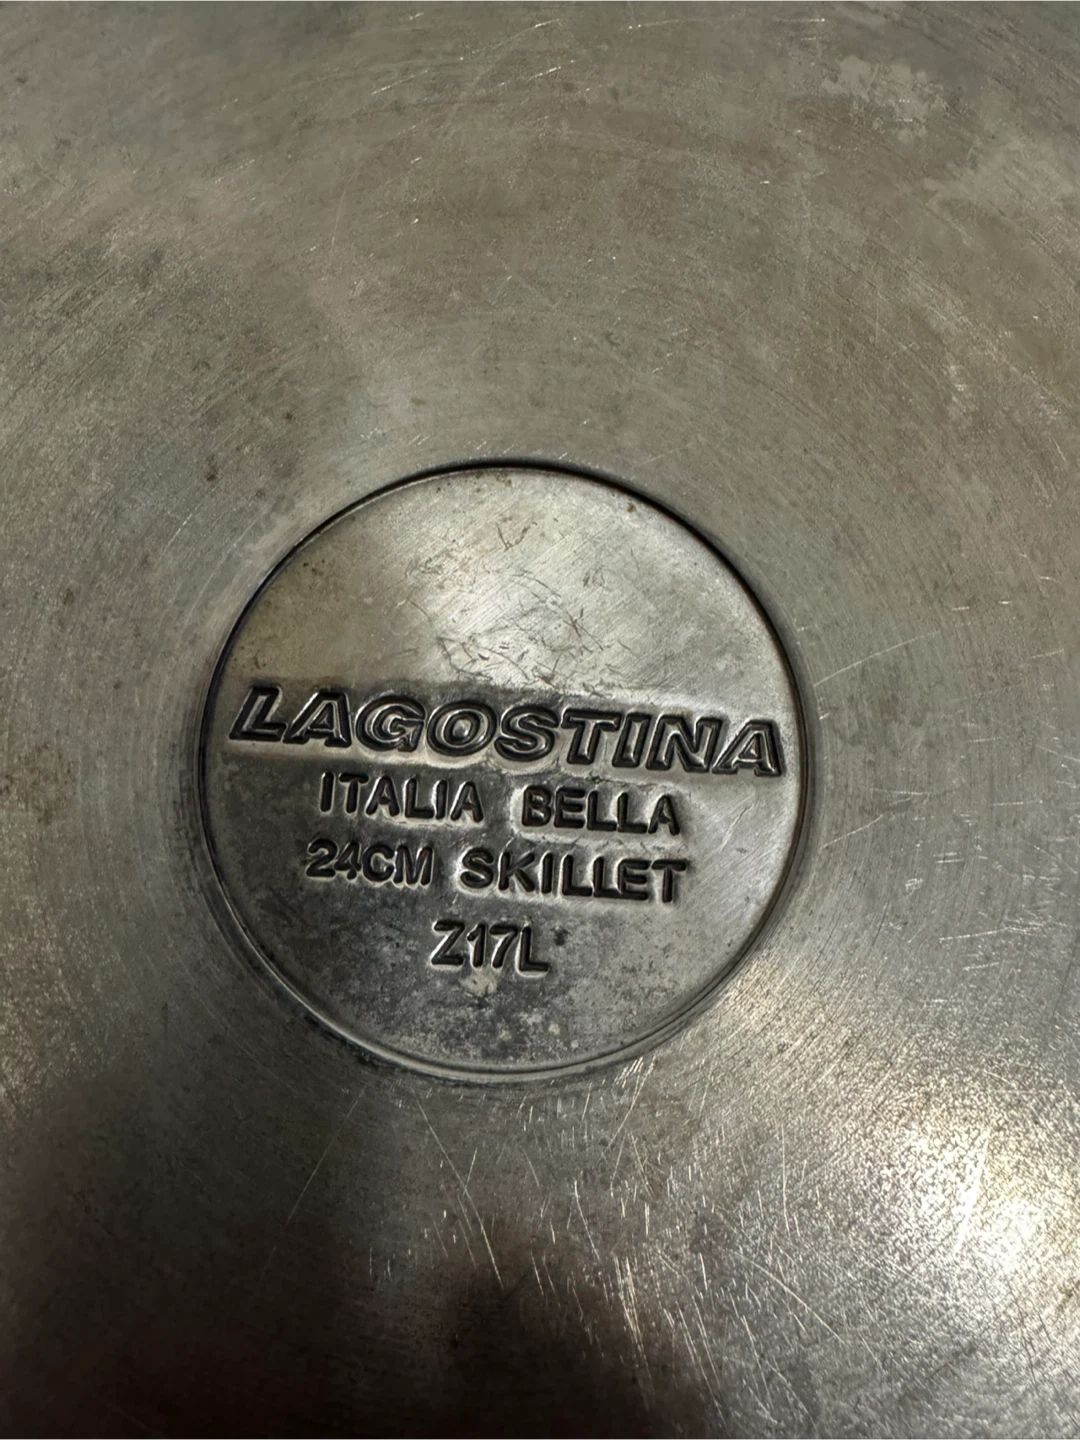 LAGOSTINA
ITALIA BELLA
24CM SKILLET
Z17L